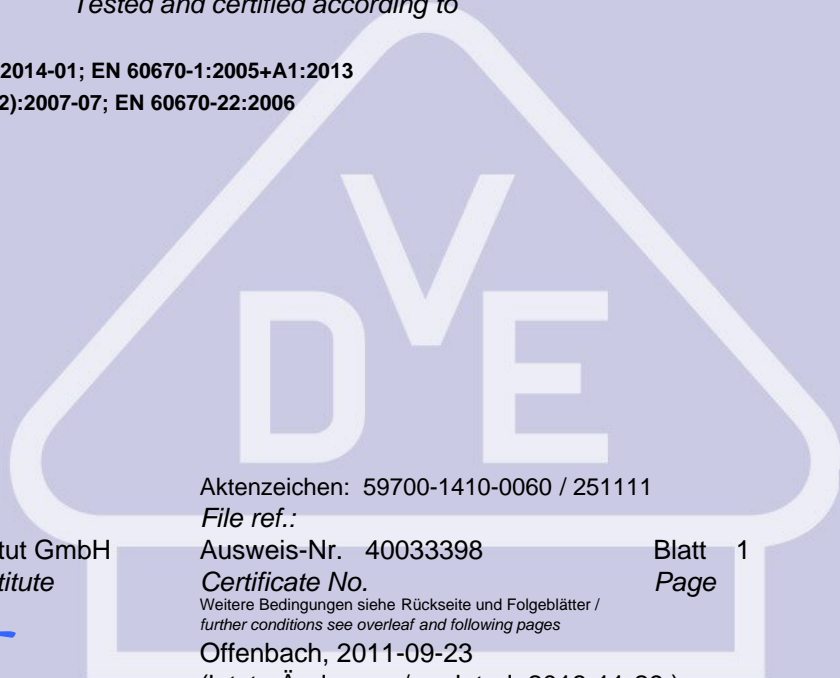 Tested and certified according to
2014-01; EN 60670-1:2005+A1:2013
2):2007-07; EN 60670-22:2006
VDE
Aktenzeichen: 59700-1410-0060 / 251111
File ref.:
tut GmbH Ausweis-Nr. 40033398 Blatt 1
titute Certificate No. Page
Weitere Bedingungen siehe Rückseite und Folgeblätter /
further conditions see overleaf and following pages
Offenbach, 2011-09-23